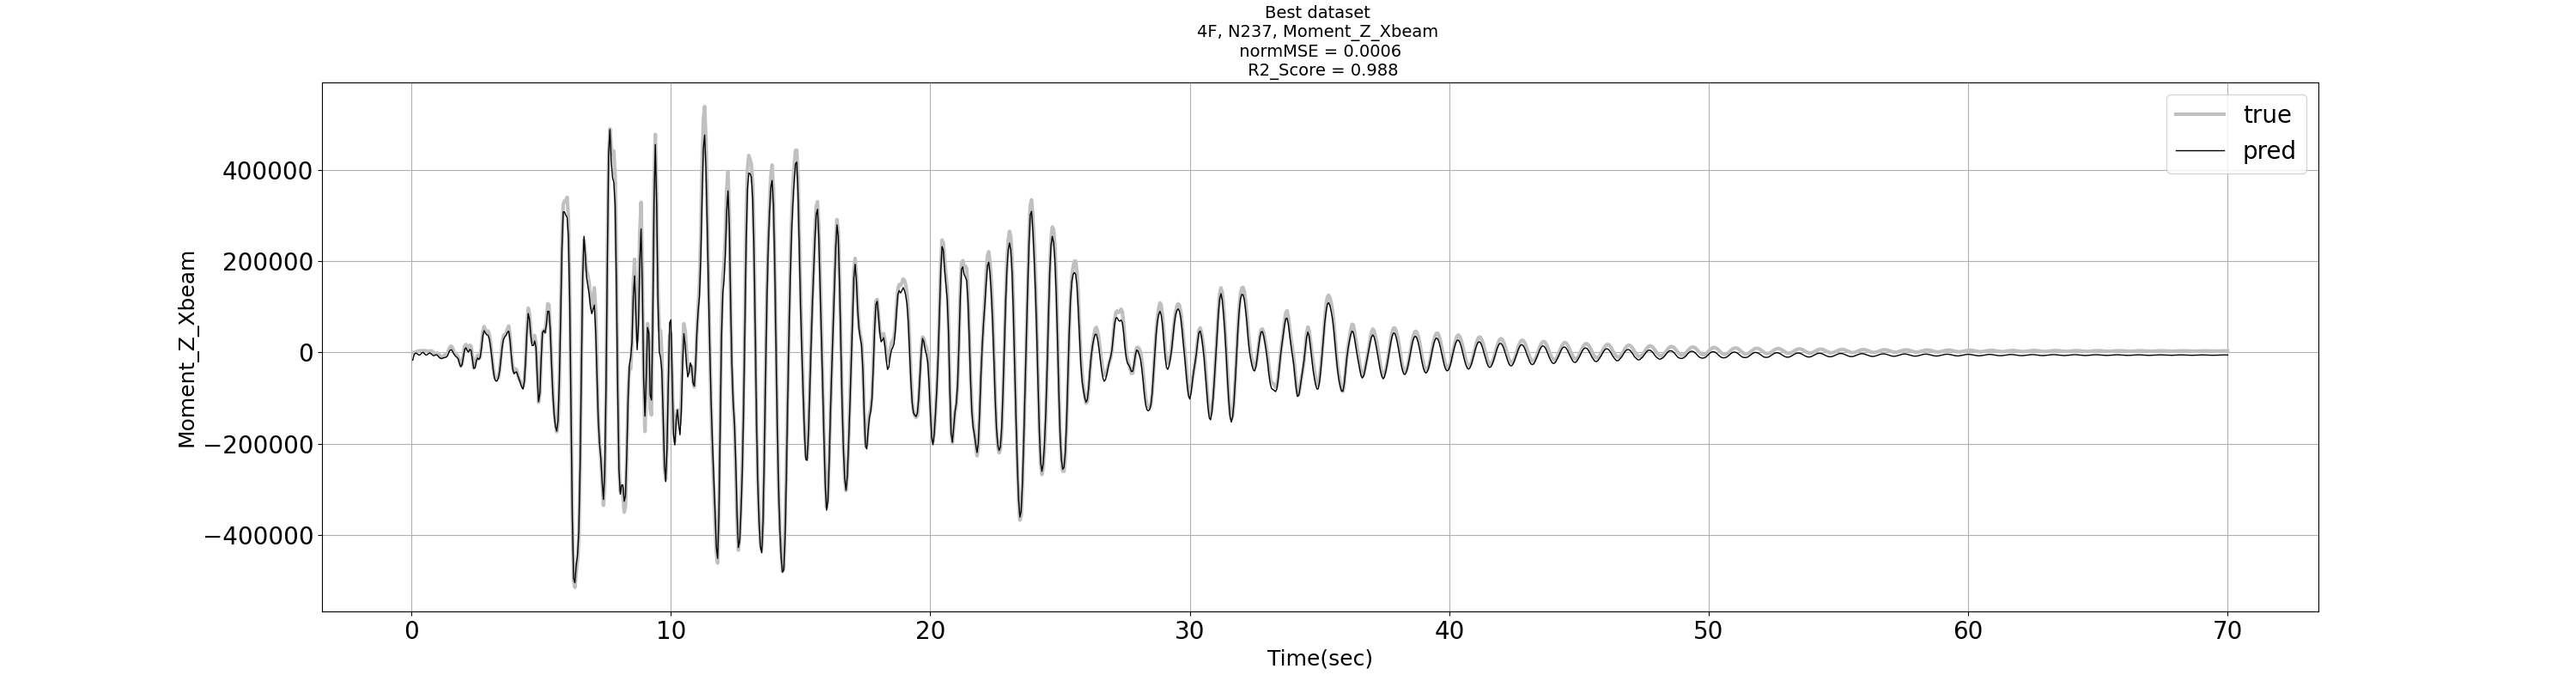 Best dataset
4F, N237, Moment_Z_Xbeam
normMSE = 0.0006
R2_Score = 0.988
true
pred
400000
200000
0
−200000
−400000
Moment_Z_Xbeam
0 10 20 30 40 50 60 70
Time(sec)